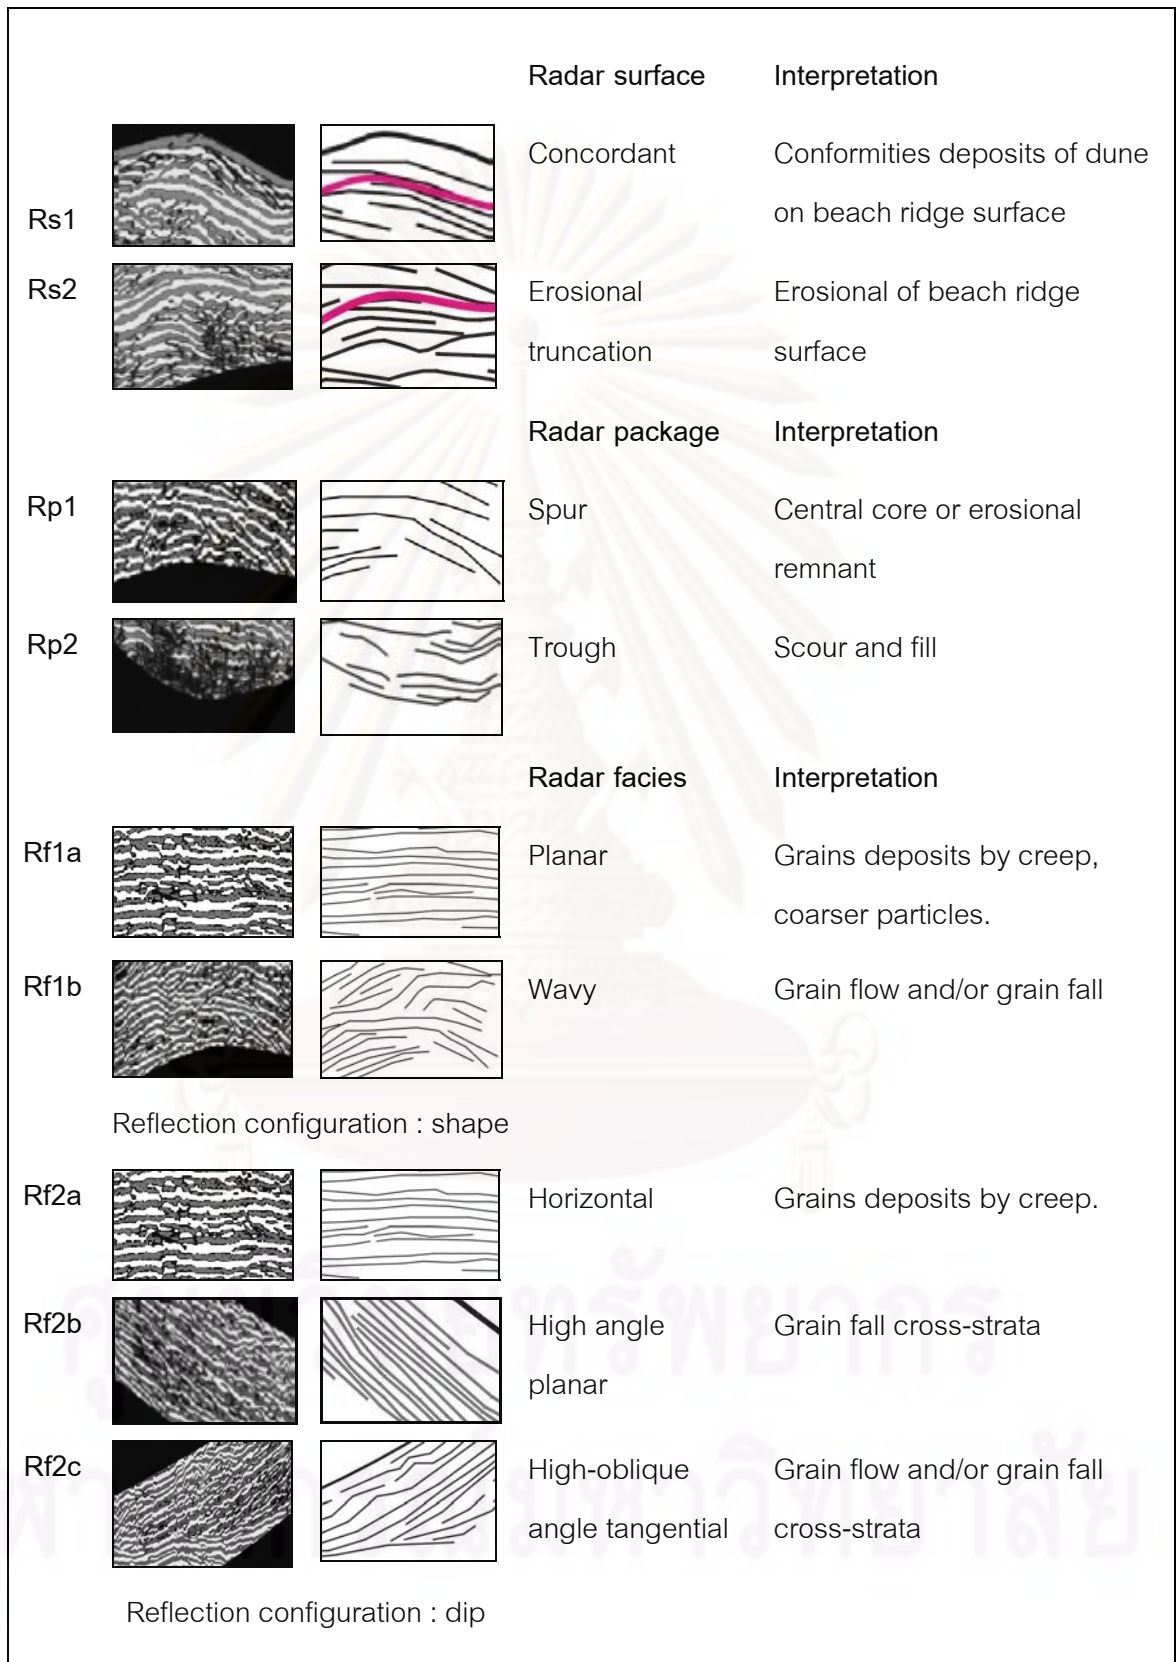 Radar surface Interpretation
Rs1 Concordant Conformities deposits of dune
on beach ridge surface
Rs2 Erosional Erosional of beach ridge
truncation surface
Radar package Interpretation
Rp1 Spur Central core or erosional
remnant
Rp2 Trough Scour and fill
Radar facies Interpretation
Rf1a Planar Grains deposits by creep,
coarser particles.
Rf1b Wavy Grain flow and/or grain fall
Reflection configuration : shape
Rf2a Horizontal Grains deposits by creep.
Rf2b High angle Grain fall cross-strata
planar
Rf2c High-oblique Grain flow and/or grain fall
angle tangential cross-strata
Reflection configuration : dip